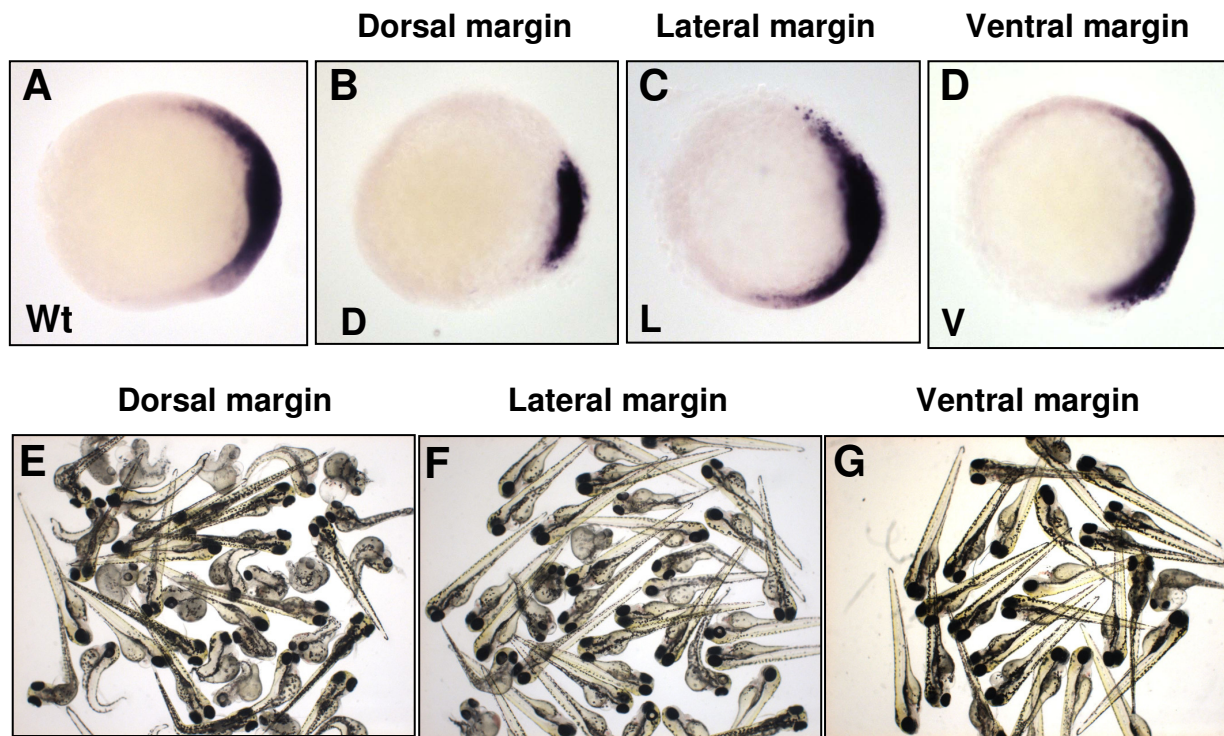 Dorsal margin Lateral margin Ventral margin
A B C D
Wt D L V
Dorsal margin Lateral margin Ventral margin
E F G